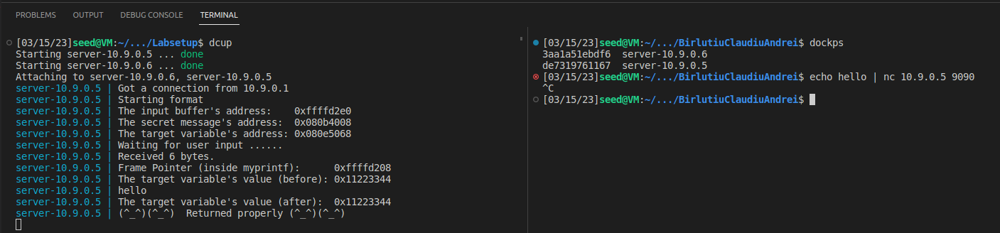 PROBLEMS OUTPUT DEBUG CONSOLE TERMINAL
[03/15/23]seed@VM:~/.../Labsetup$ dcup
Starting server-10.9.0.5 ... done
Starting server-10.9.0.6 ... done
Attaching to server-10.9.0.6, server-10.9.0.5
server-10.9.0.5 | Got a connection from 10.9.0.1
server-10.9.0.5 | Starting format
server-10.9.0.5 | The input buffer's address:    0xffffd2e0
server-10.9.0.5 | The secret message's address:  0x080b4008
server-10.9.0.5 | The target variable's address: 0x080e5068
server-10.9.0.5 | Waiting for user input ......
server-10.9.0.5 | Received 6 bytes.
server-10.9.0.5 | Frame Pointer (inside myprintf):      0xffffd208
server-10.9.0.5 | The target variable's value (before): 0x11223344
server-10.9.0.5 | hello
server-10.9.0.5 | The target variable's value (after):  0x11223344
server-10.9.0.5 | (^_^)(^_^)  Returned properly (^_^)(^_^)
[03/15/23]seed@VM:~/.../BirlutiuClaudiuAndrei$ dockps
3aa1a51ebdf6  server-10.9.0.6
de7319761167  server-10.9.0.5
[03/15/23]seed@VM:~/.../BirlutiuClaudiuAndrei$ echo hello | nc 10.9.0.5 9090
^C
[03/15/23]seed@VM:~/.../BirlutiuClaudiuAndrei$